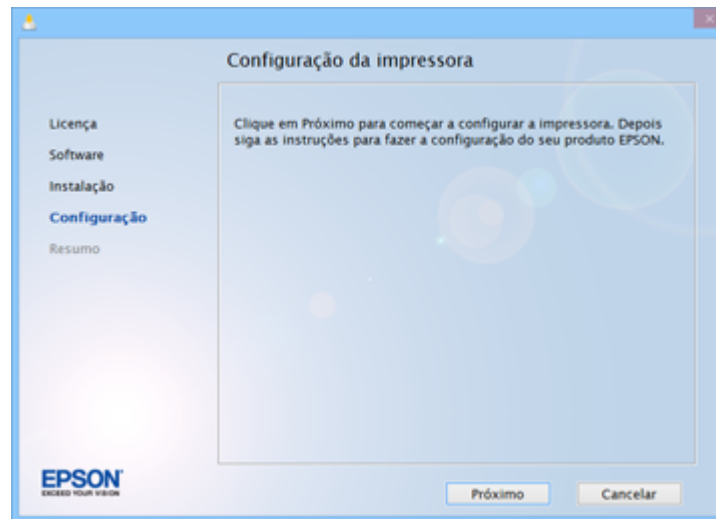 Configuração da impressora
Licença
Software
Instalação
Configuração
Resumo
Clique em Próximo para começar a configurar a impressora. Depois
siga as instruções para fazer a configuração do seu produto EPSON.
EPSON
EXCEED YOUR VISION
Próximo
Cancelar